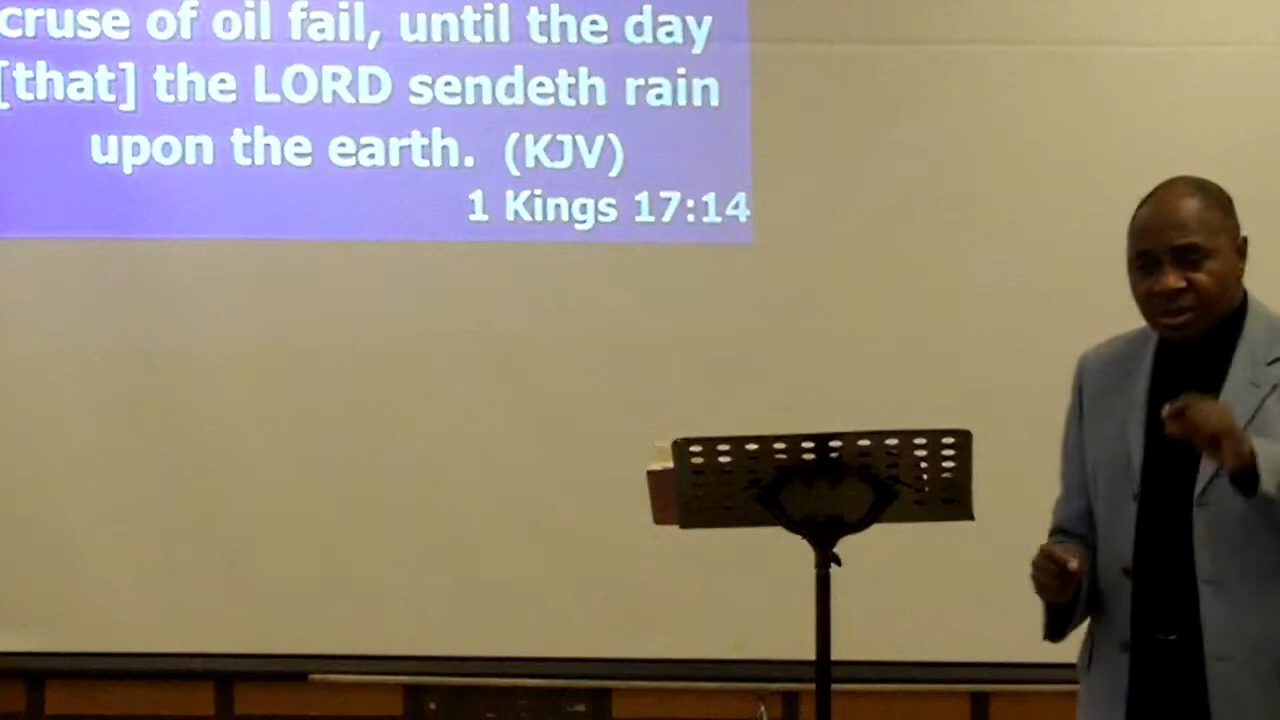 cruse of oil fail, until the day
[that] the LORD sendeth rain
upon the earth. (KJV)
1 Kings 17:14